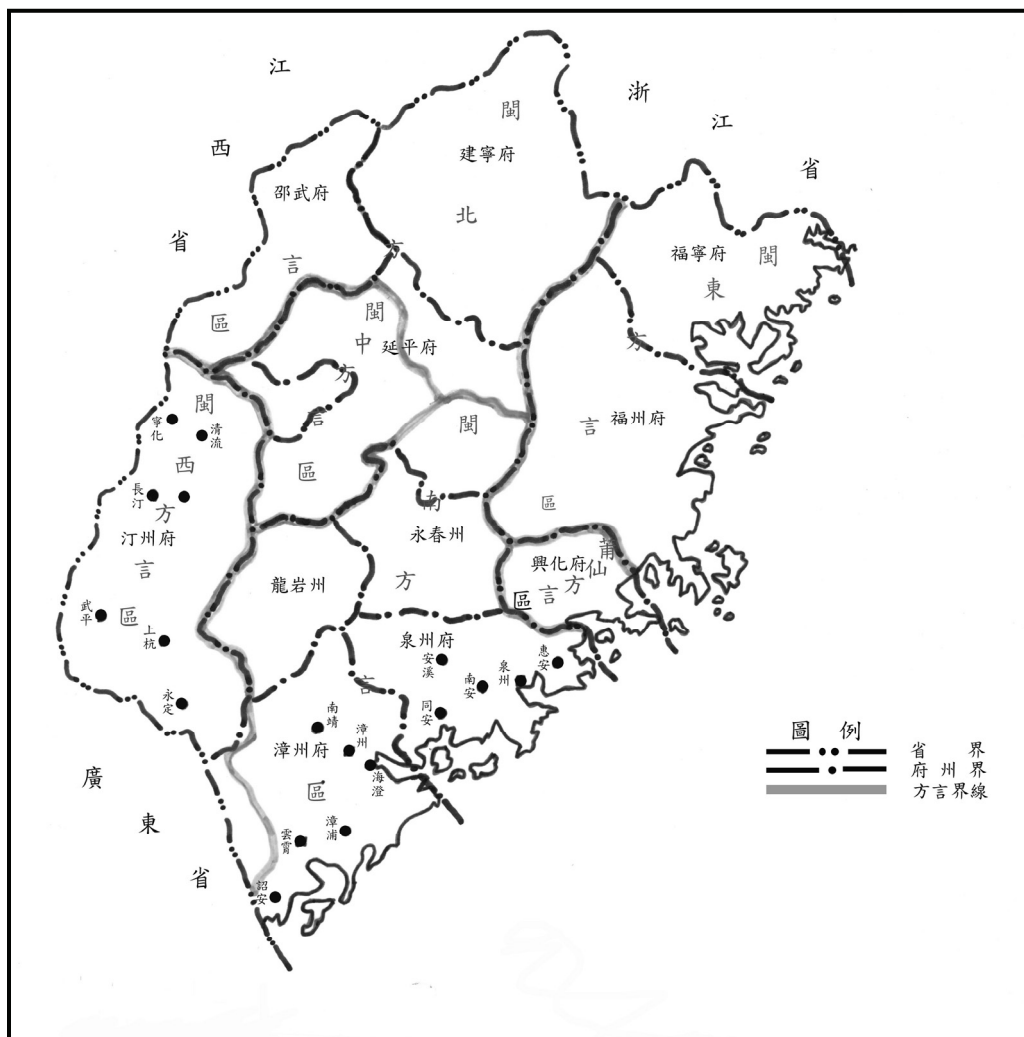 江西省
浙江省
廣東省
閩北方言區
建寧府
邵武府
閩東方言區
福寧府
福州府
閩中方言區
延平府
閩西方言區
寧化
清流
長汀
汀州府
武平
上杭
永定
閩南方言區
永春州
龍岩州
莆仙方言區
興化府
泉州府
安溪
惠安
泉州
南安
同安
南靖
漳州
漳州府
海澄
雲霄
漳浦
詔安
圖例
省界
府州界
方言界線